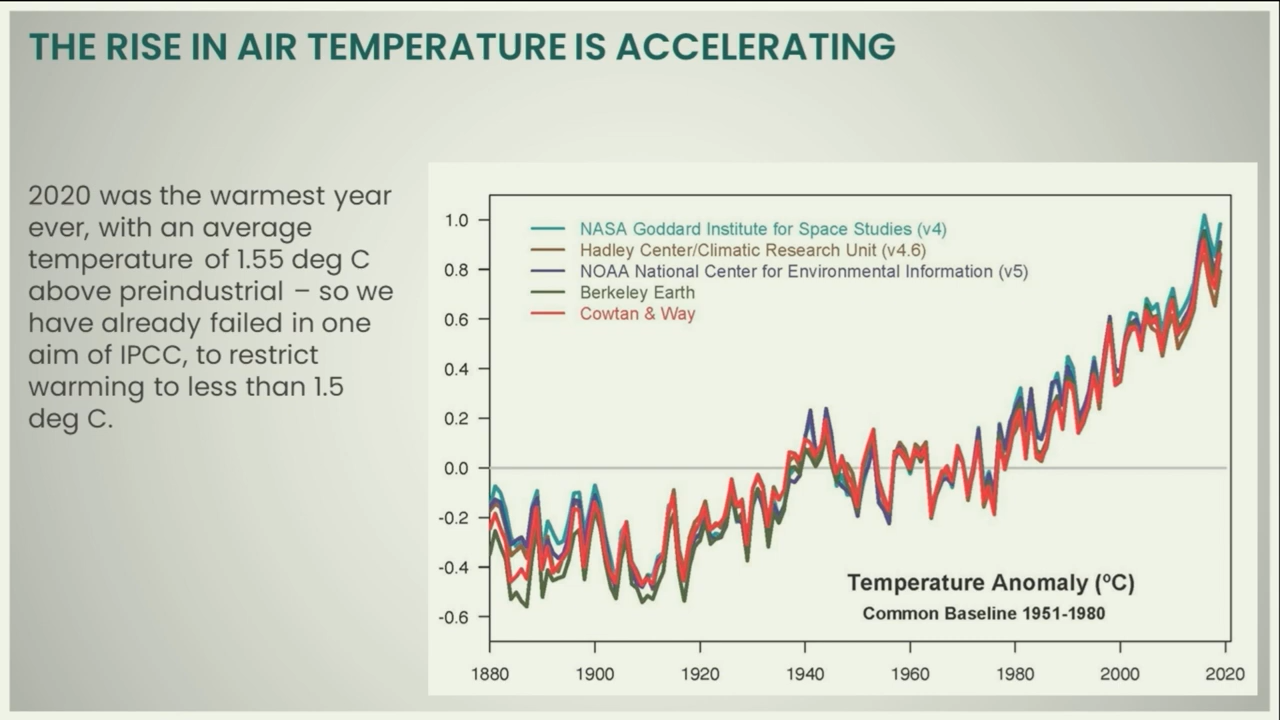 THE RISE IN AIR TEMPERATURE IS ACCELERATING
2020 was the warmest year
ever, with an average
temperature of 1.55 deg C
above preindustrial – so we
have already failed in one
aim of IPCC, to restrict
warming to less than 1.5
deg C.
1.0
0.8
0.6
0.4
0.2
0.0
-0.2
-0.4
-0.6
NASA Goddard Institute for Space Studies (v4)
Hadley Center/Climatic Research Unit (v4.6)
NOAA National Center for Environmental Information (v5)
Berkeley Earth
Cowtan & Way
Temperature Anomaly (ºC)
Common Baseline 1951-1980
1880 1900 1920 1940 1960 1980 2000 2020